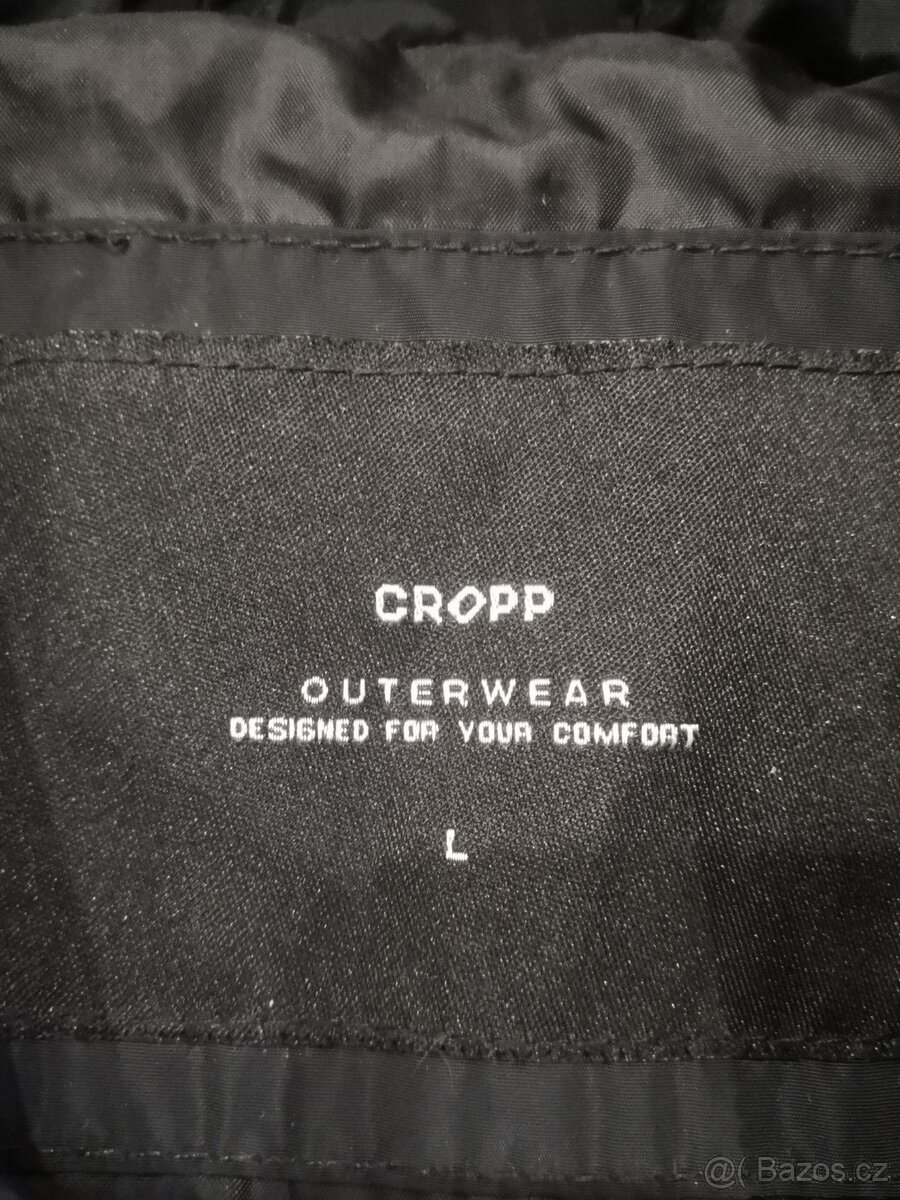 CROPP
OUTERWEAR
DESIGNED FOR YOUR COMFORT
L
@( Bazos.cz